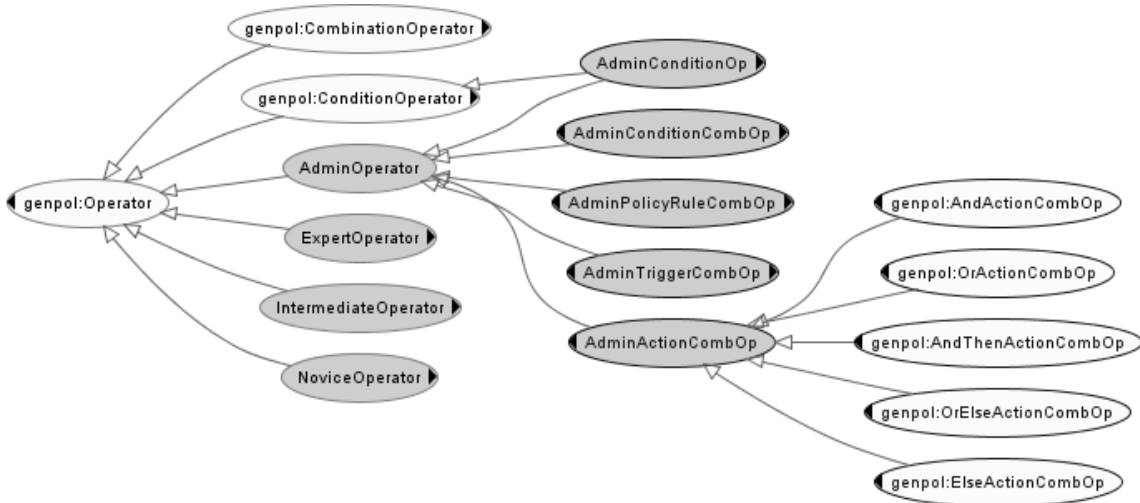 genpol:CombinationOperator
AdminConditionOp
genpol:ConditionOperator
AdminConditionCombOp
AdminOperator
genpol:Operator
AdminPolicyRuleCombOp
genpol:AndActionCombOp
ExpertOperator
AdminTriggerCombOp
genpol:OrActionCombOp
IntermediateOperator
AdminActionCombOp
genpol:AndThenActionCombOp
NoviceOperator
genpol:OrElseActionCombOp
genpol:ElseActionCombOp